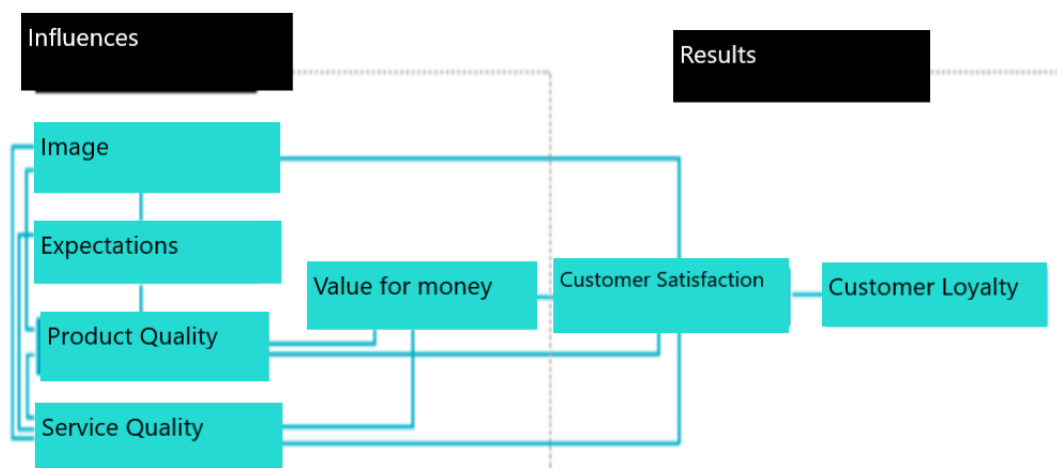 Influences
Results
Image
Expectations
Value for money
Customer Satisfaction
Customer Loyalty
Product Quality
Service Quality